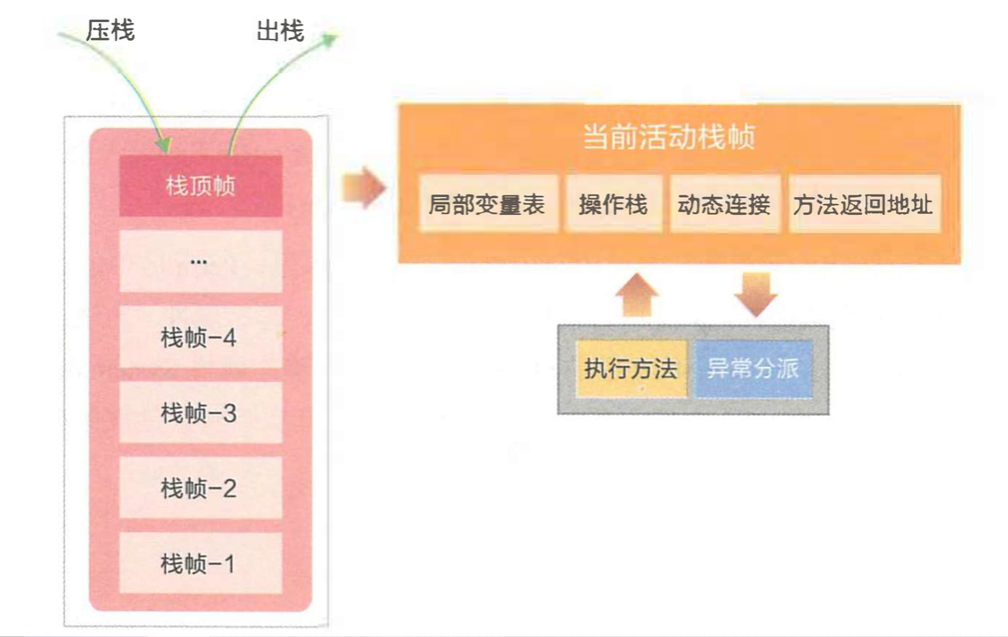 压栈
出栈
栈顶帧
...
栈帧-4
栈帧-3
栈帧-2
栈帧-1
当前活动栈帧
局部变量表
操作栈
动态连接
方法返回地址
执行方法
异常分派